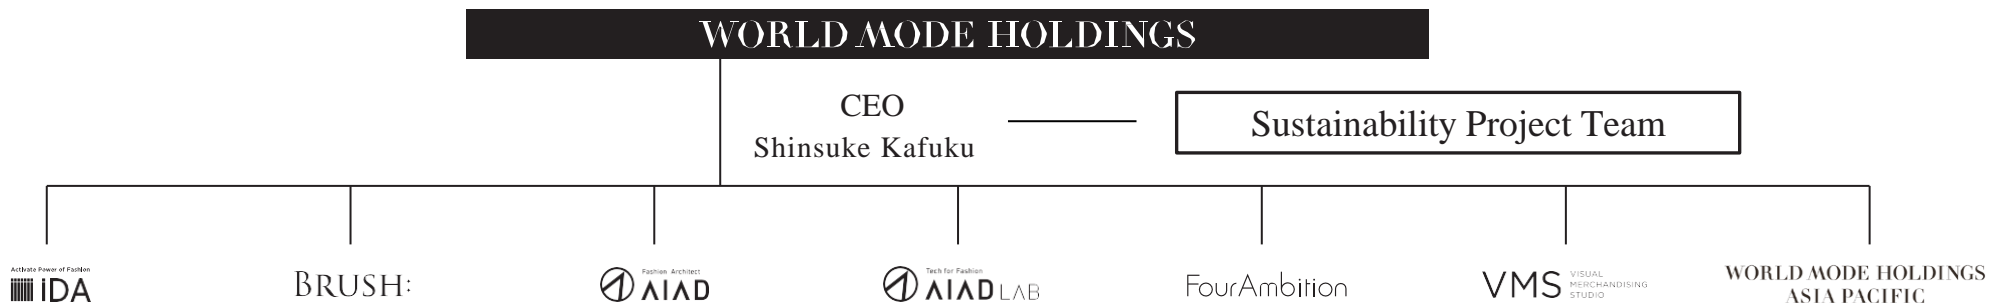 WORLD MODE HOLDINGS
CEO
Shinsuke Kafuku
Sustainability Project Team
Activate Power of Fashion
iDA
BRUSH:
Fashion Architect
AIAD
Tech for Fashion
AIAD LAB
FourAmbition
VMS
VISUAL
MERCHANDISING
STUDIO
WORLD MODE HOLDINGS
ASIA PACIFIC